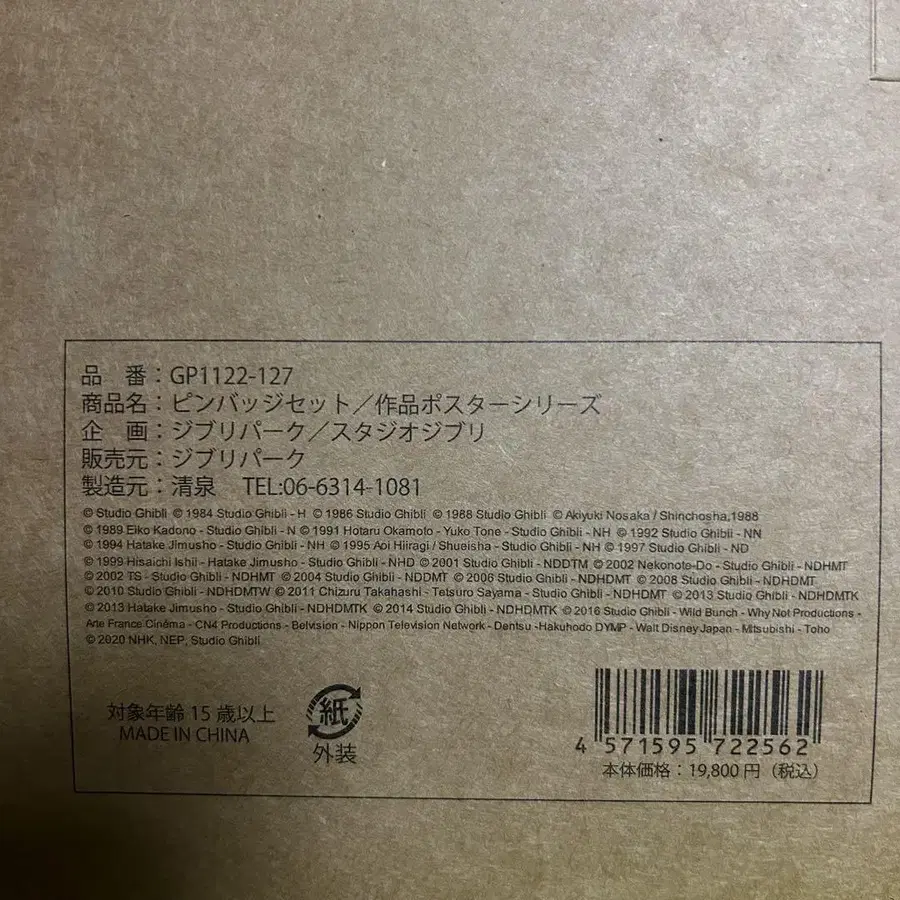 品　番：GP1122-127
商品名：ピンバッジセット／作品ポスターシリーズ
企　画：ジブリパーク／スタジオジブリ
販売元：ジブリパーク
製造元：清泉　TEL:06-6314-1081
© Studio Ghibli © 1984 Studio Ghibli - H © 1986 Studio Ghibli © 1988 Studio Ghibli © Akiyuki Nosaka / Shinchosha,1988
© 1989 Eiko Kadono - Studio Ghibli - N © 1991 Hotaru Okamoto - Yuko Tone - Studio Ghibli - NH © 1992 Studio Ghibli - NN
© 1994 Hatake Jimusho - Studio Ghibli - NH © 1995 Aoi Hiiragi / Shueisha - Studio Ghibli - NH © 1997 Studio Ghibli - ND
© 1999 Hisaichi Ishii - Hatake Jimusho - Studio Ghibli - NHD © 2001 Studio Ghibli - NDDTM © 2002 Nekonote-Do - Studio Ghibli - NDHMT
© 2002 TS - Studio Ghibli - NDHMT © 2004 Studio Ghibli - NDDMT © 2006 Studio Ghibli - NDHDMT © 2008 Studio Ghibli - NDHDMT
© 2010 Studio Ghibli - NDHDMTW © 2011 Chizuru Takahashi - Tetsuro Sayama - Studio Ghibli - NDHDMT © 2013 Studio Ghibli - NDHDMTK
© 2013 Hatake Jimusho - Studio Ghibli - NDHDMTK © 2014 Studio Ghibli - NDHDMTK © 2016 Studio Ghibli - Wild Bunch - Why Not Productions -
Arte France Cinéma - CN4 Productions - Belvision - Nippon Television Network - Dentsu -Hakuhodo DYMP - Walt Disney Japan - Mitsubishi - Toho
© 2020 NHK, NEP, Studio Ghibli
対象年齢 15 歳以上
MADE IN CHINA
紙
外装
4 571595 722562
本体価格：19,800 円（税込）